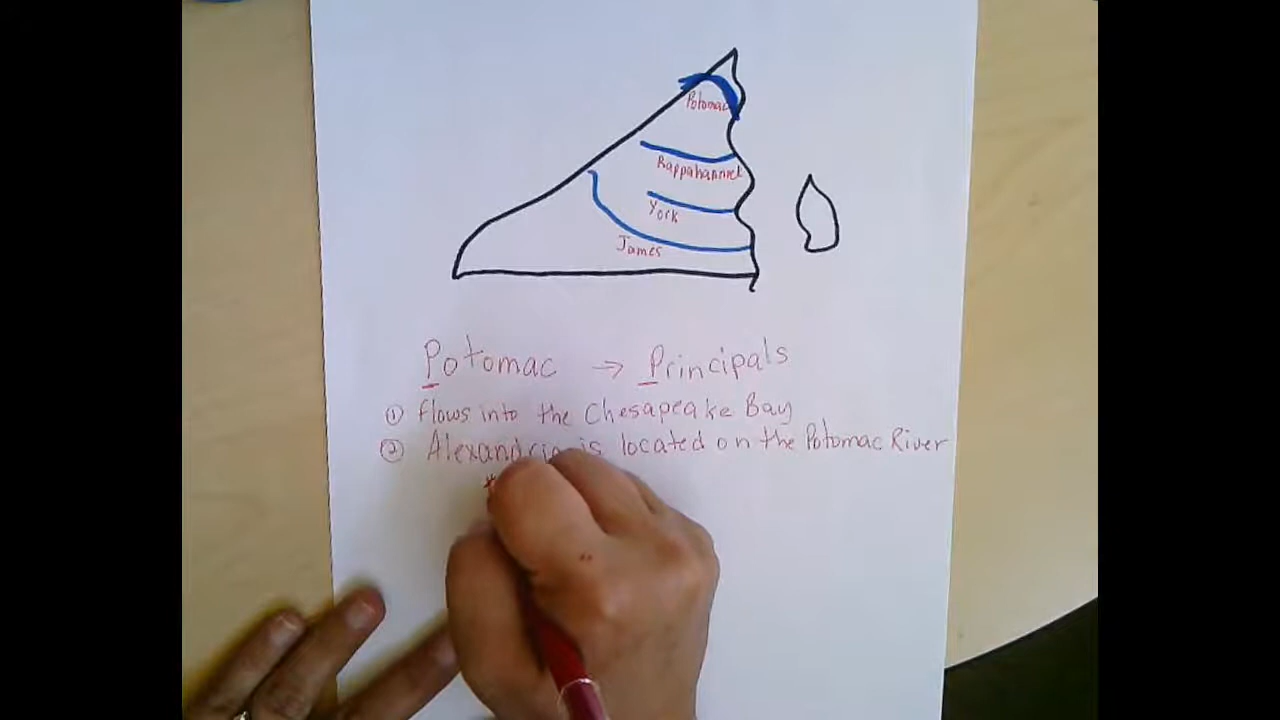 Potomac
Rappahannock
York
James
Potomac → Principals
① Flows into the Chesapeake Bay
② Alexandria is located on the Potomac River
*